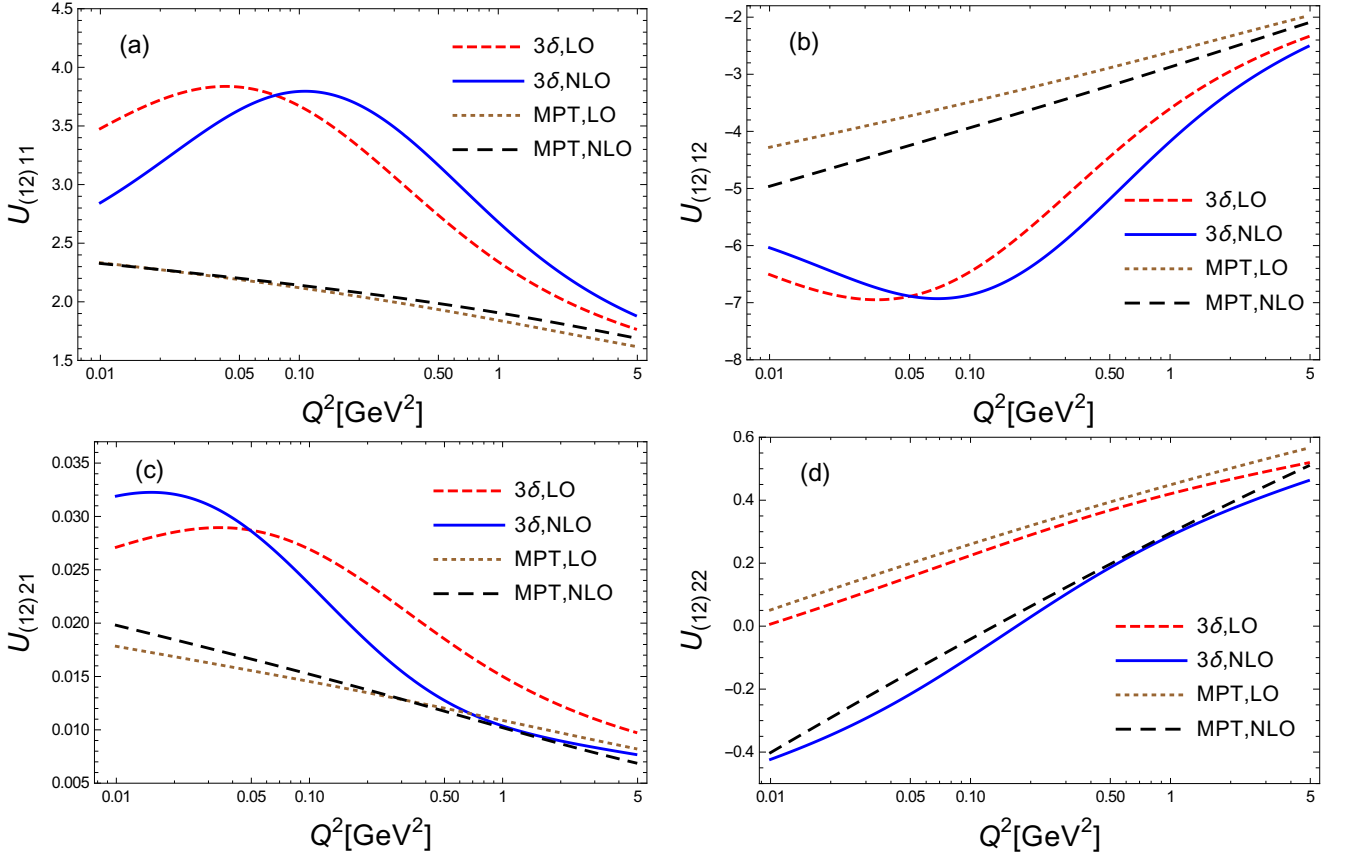 (a)
U(12) 11
4.5
4.0
3.5
3.0
2.5
2.0
1.5
3δ,LO
3δ,NLO
MPT,LO
MPT,NLO
0.01 0.05 0.10 0.50 1 5
Q²[GeV²]
(b)
U(12) 12
-2
-3
-4
-5
-6
-7
-8
3δ,LO
3δ,NLO
MPT,LO
MPT,NLO
0.01 0.05 0.10 0.50 1 5
Q²[GeV²]
(c)
U(12) 21
0.035
0.030
0.025
0.020
0.015
0.010
0.005
3δ,LO
3δ,NLO
MPT,LO
MPT,NLO
0.01 0.05 0.10 0.50 1 5
Q²[GeV²]
(d)
U(12) 22
0.6
0.4
0.2
0.0
-0.2
-0.4
3δ,LO
3δ,NLO
MPT,LO
MPT,NLO
0.01 0.05 0.10 0.50 1 5
Q²[GeV²]